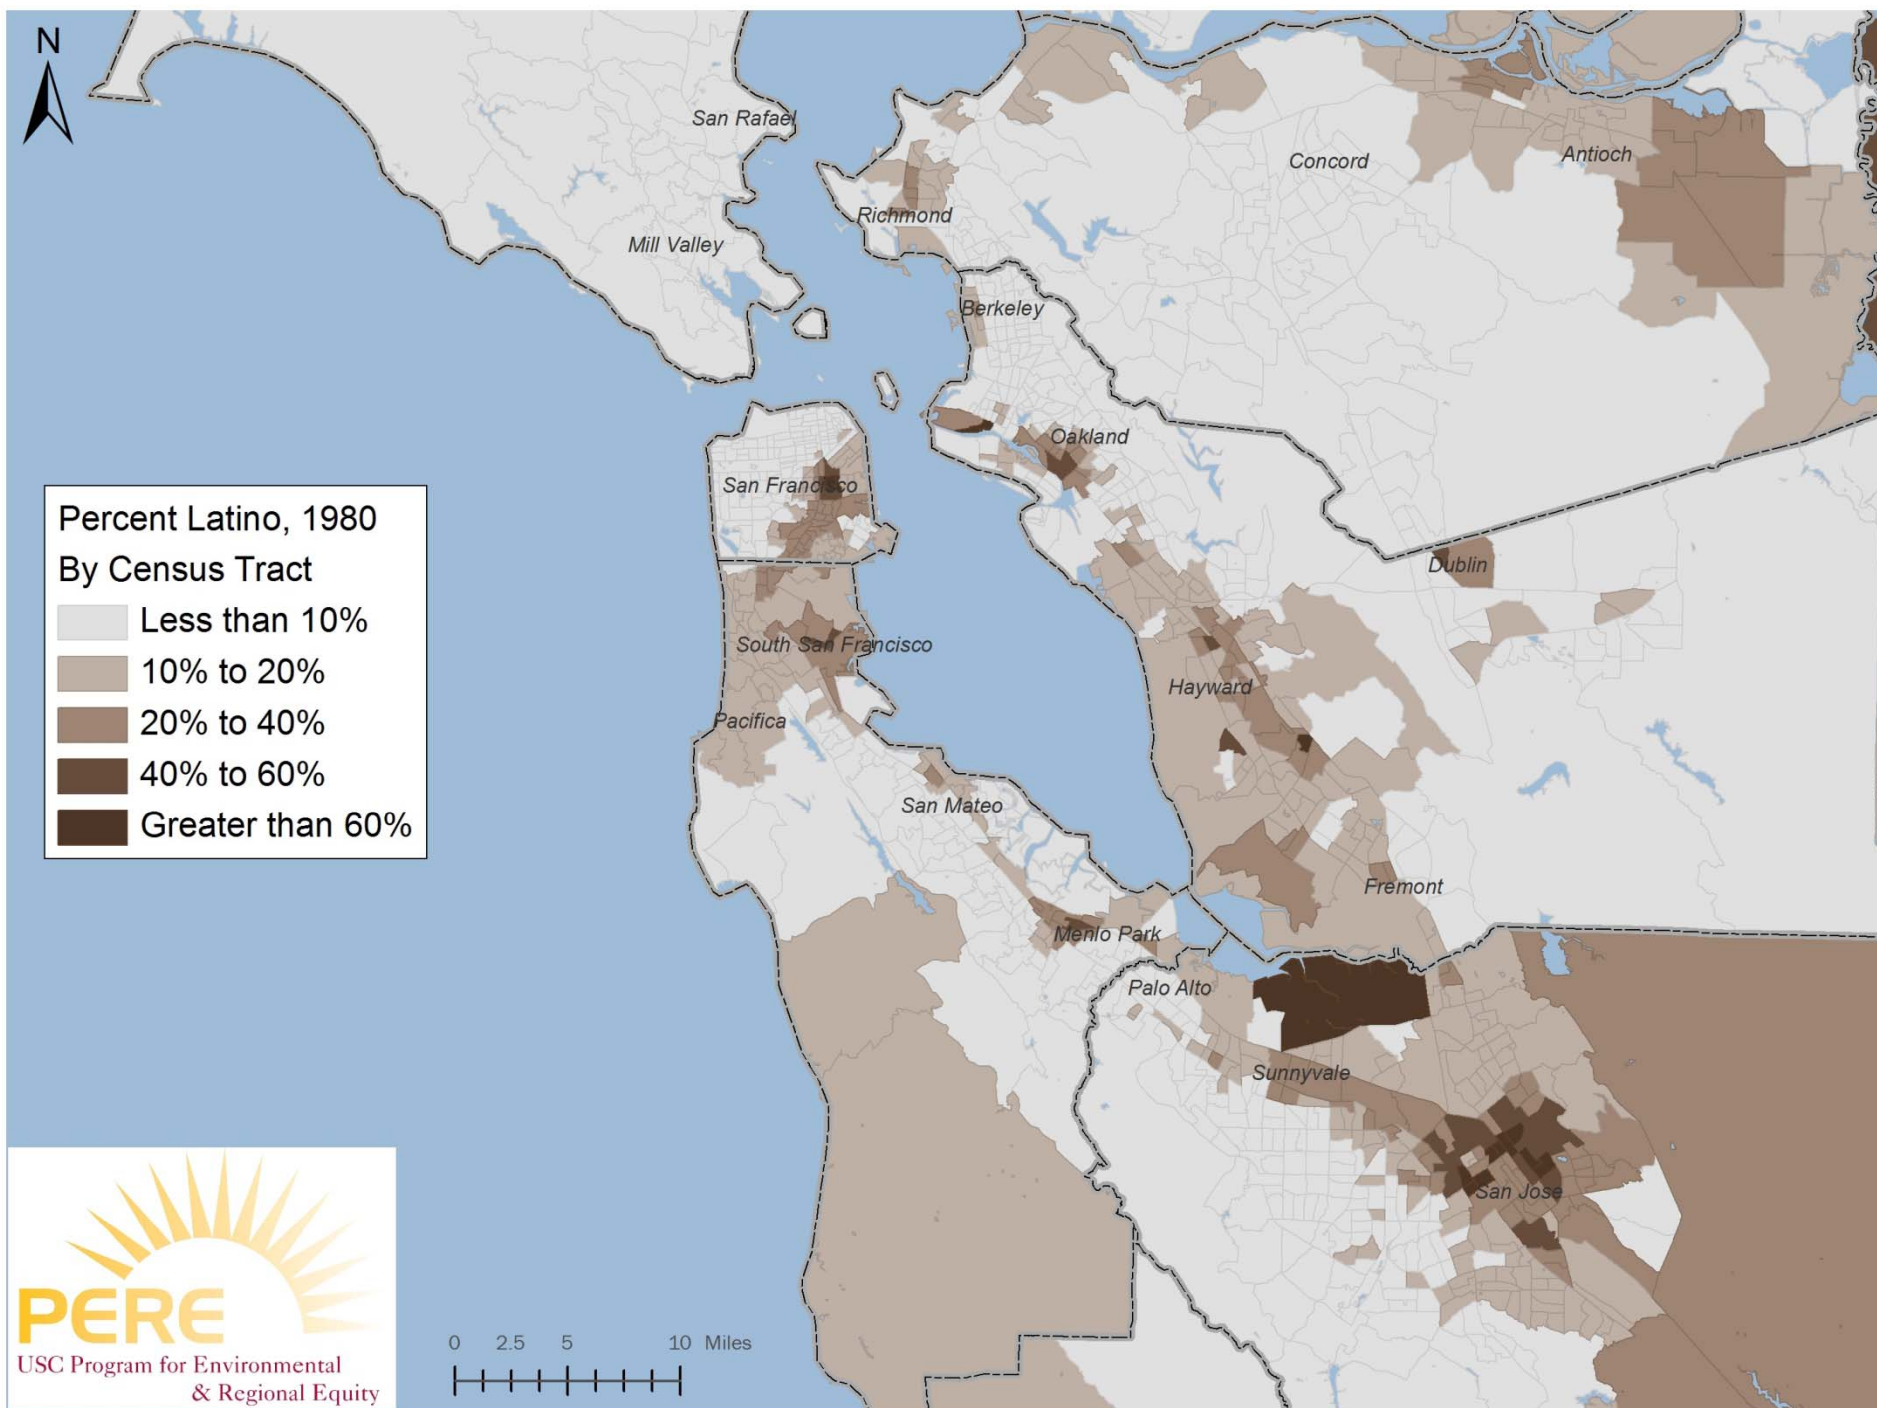 N
San Rafael
Concord
Antioch
Richmond
Mill Valley
Berkeley
Oakland
San Francisco
Percent Latino, 1980
By Census Tract
Less than 10%
10% to 20%
20% to 40%
40% to 60%
Greater than 60%
Dublin
South San Francisco
Hayward
Pacifica
San Mateo
Fremont
Menlo Park
Palo Alto
Sunnyvale
San Jose
PERE
USC Program for Environmental
& Regional Equity
0 2.5 5 10 Miles